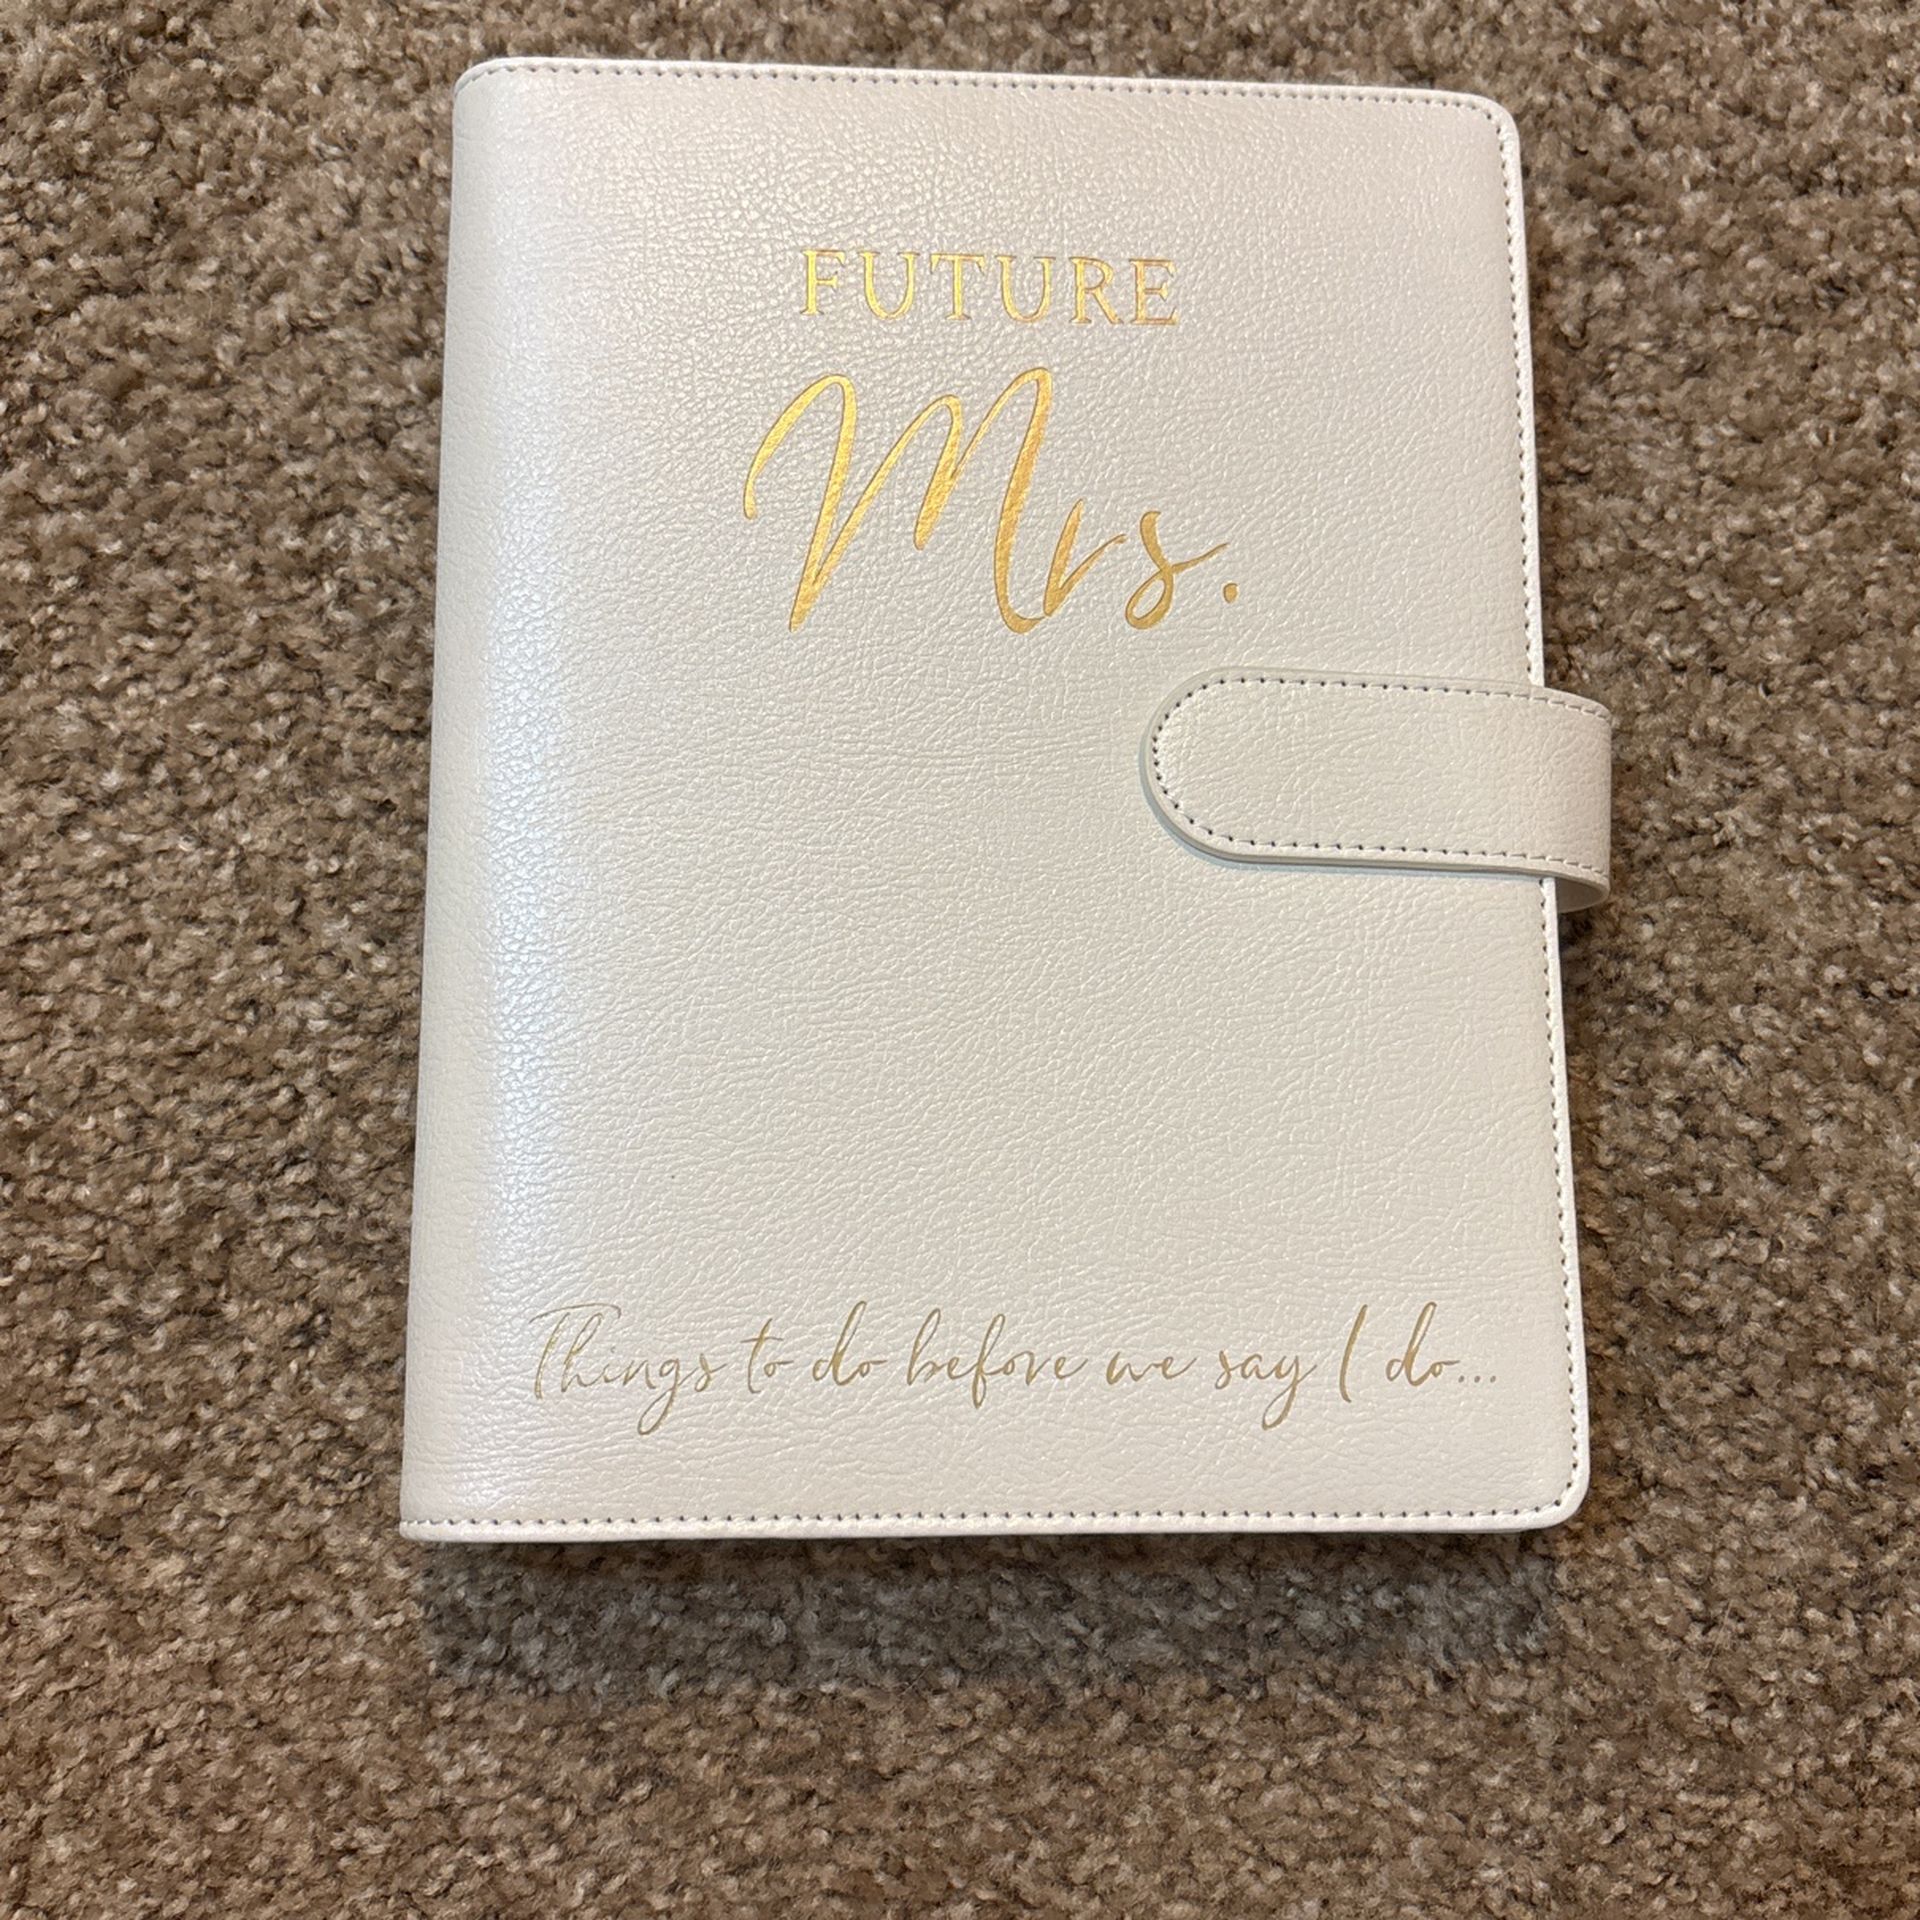 FUTURE
Mrs.
Things to do before we say I do...